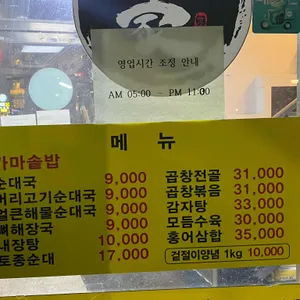 영업시간 조정 안내
AM 05:00 - PM 11:00
메 뉴
가마솥밥
순대국 9,000
머리고기순대국 9,000
얼큰해물순대국 9,000
뼈해장국 9,000
내장탕 10,000
토종순대 17,000
곱창전골 31,000
곱창볶음 31,000
감자탕 33,000
모듬수육 30,000
홍어삼합 35,000
겉절이양념 1kg 10,000